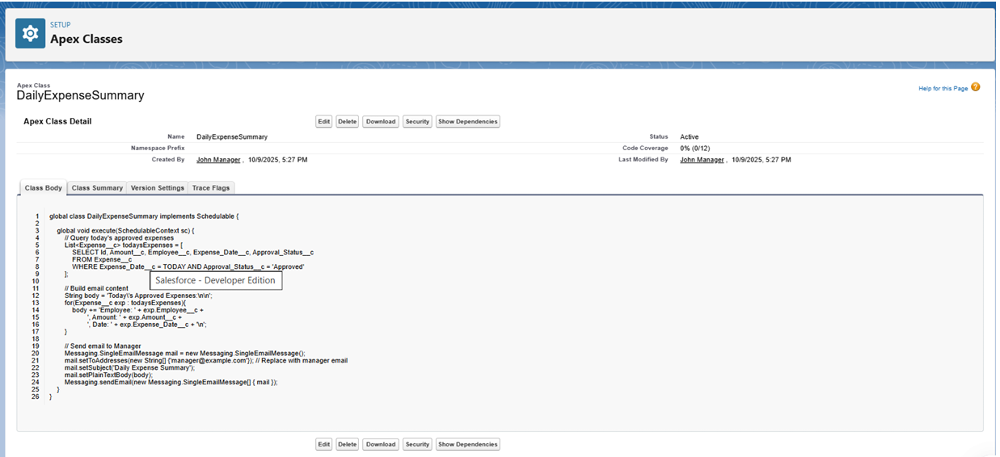 SETUP
Apex Classes
Apex Class
DailyExpenseSummary
Help for this Page ?
Apex Class Detail
Edit Delete Download Security Show Dependencies
Name DailyExpenseSummary Status Active
Namespace Prefix Code Coverage 0% (0/12)
Created By John Manager , 10/9/2025, 5:27 PM Last Modified By John Manager , 10/9/2025, 5:27 PM
Class Body Class Summary Version Settings Trace Flags
1 global class DailyExpenseSummary implements Schedulable {
2
3 global void execute(SchedulableContext sc) {
4 // Query today's approved expenses
5 List<Expense__c> todaysExpenses = [
6 SELECT Id, Amount__c, Employee__c, Expense_Date__c, Approval_Status__c
7 FROM Expense__c
8 WHERE Expense_Date__c = TODAY AND Approval_Status__c = 'Approved'
9 ];
Salesforce - Developer Edition
10
11 // Build email content
12 String body = 'Today\'s Approved Expenses:\n\n';
13 for(Expense__c exp : todaysExpenses){
14 body += 'Employee: ' + exp.Employee__c +
15 ', Amount: ' + exp.Amount__c +
16 ', Date: ' + exp.Expense_Date__c + '\n';
17 }
18
19 // Send email to Manager
20 Messaging.SingleEmailMessage mail = new Messaging.SingleEmailMessage();
21 mail.setToAddresses(new String[] {'manager@example.com'}); // Replace with manager email
22 mail.setSubject('Daily Expense Summary');
23 mail.setPlainTextBody(body);
24 Messaging.sendEmail(new Messaging.SingleEmailMessage[] { mail });
25 }
26 }
Edit Delete Download Security Show Dependencies